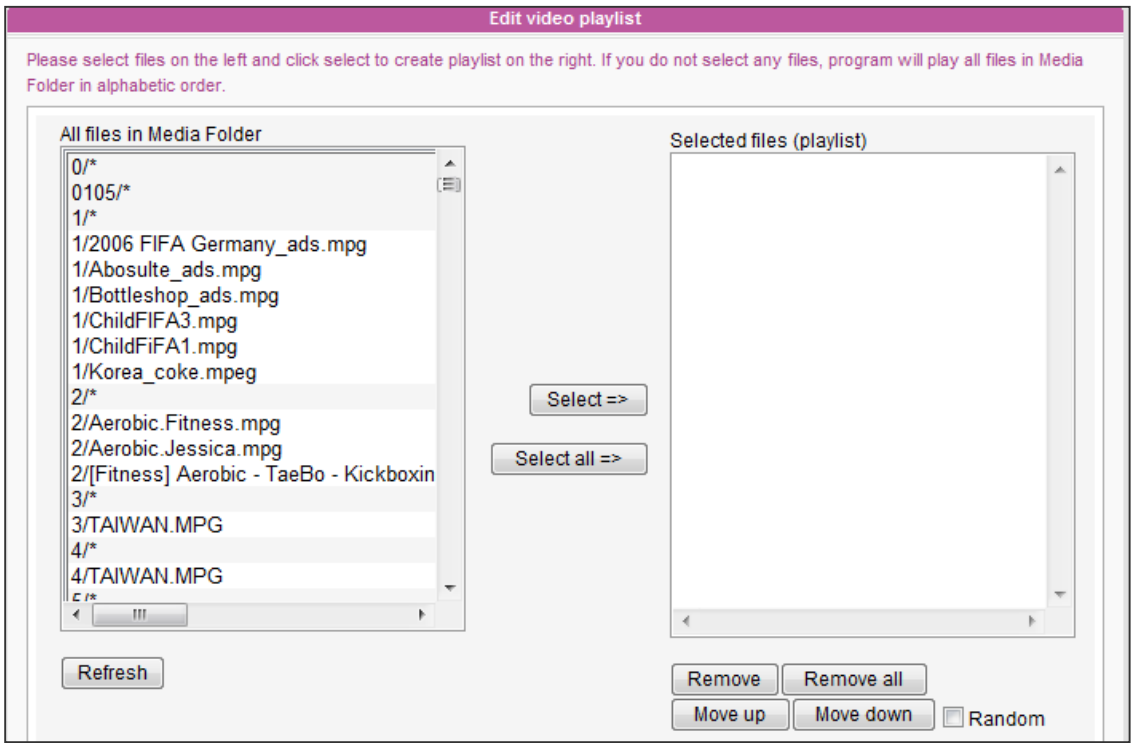 Edit video playlist
Please select files on the left and click select to create playlist on the right. If you do not select any files, program will play all files in Media
Folder in alphabetic order.
All files in Media Folder
0/*
0105/*
1/*
1/2006 FIFA Germany_ads.mpg
1/Abosulte_ads.mpg
1/Bottleshop_ads.mpg
1/ChildFIFA3.mpg
1/ChildFiFA1.mpg
1/Korea_coke.mpeg
2/*
2/Aerobic.Fitness.mpg
2/Aerobic.Jessica.mpg
2/[Fitness] Aerobic - TaeBo - Kickboxin
3/*
3/TAIWAN.MPG
4/*
4/TAIWAN.MPG
5/*
Refresh
Select =>
Select all =>
Selected files (playlist)
Remove
Remove all
Move up
Move down
Random